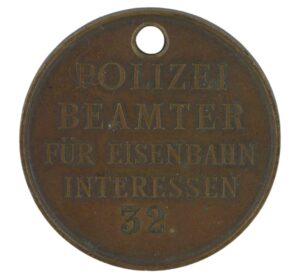 POLIZEI
BEAMTER
FÜR EISENBAHN
INTERESSEN
32.